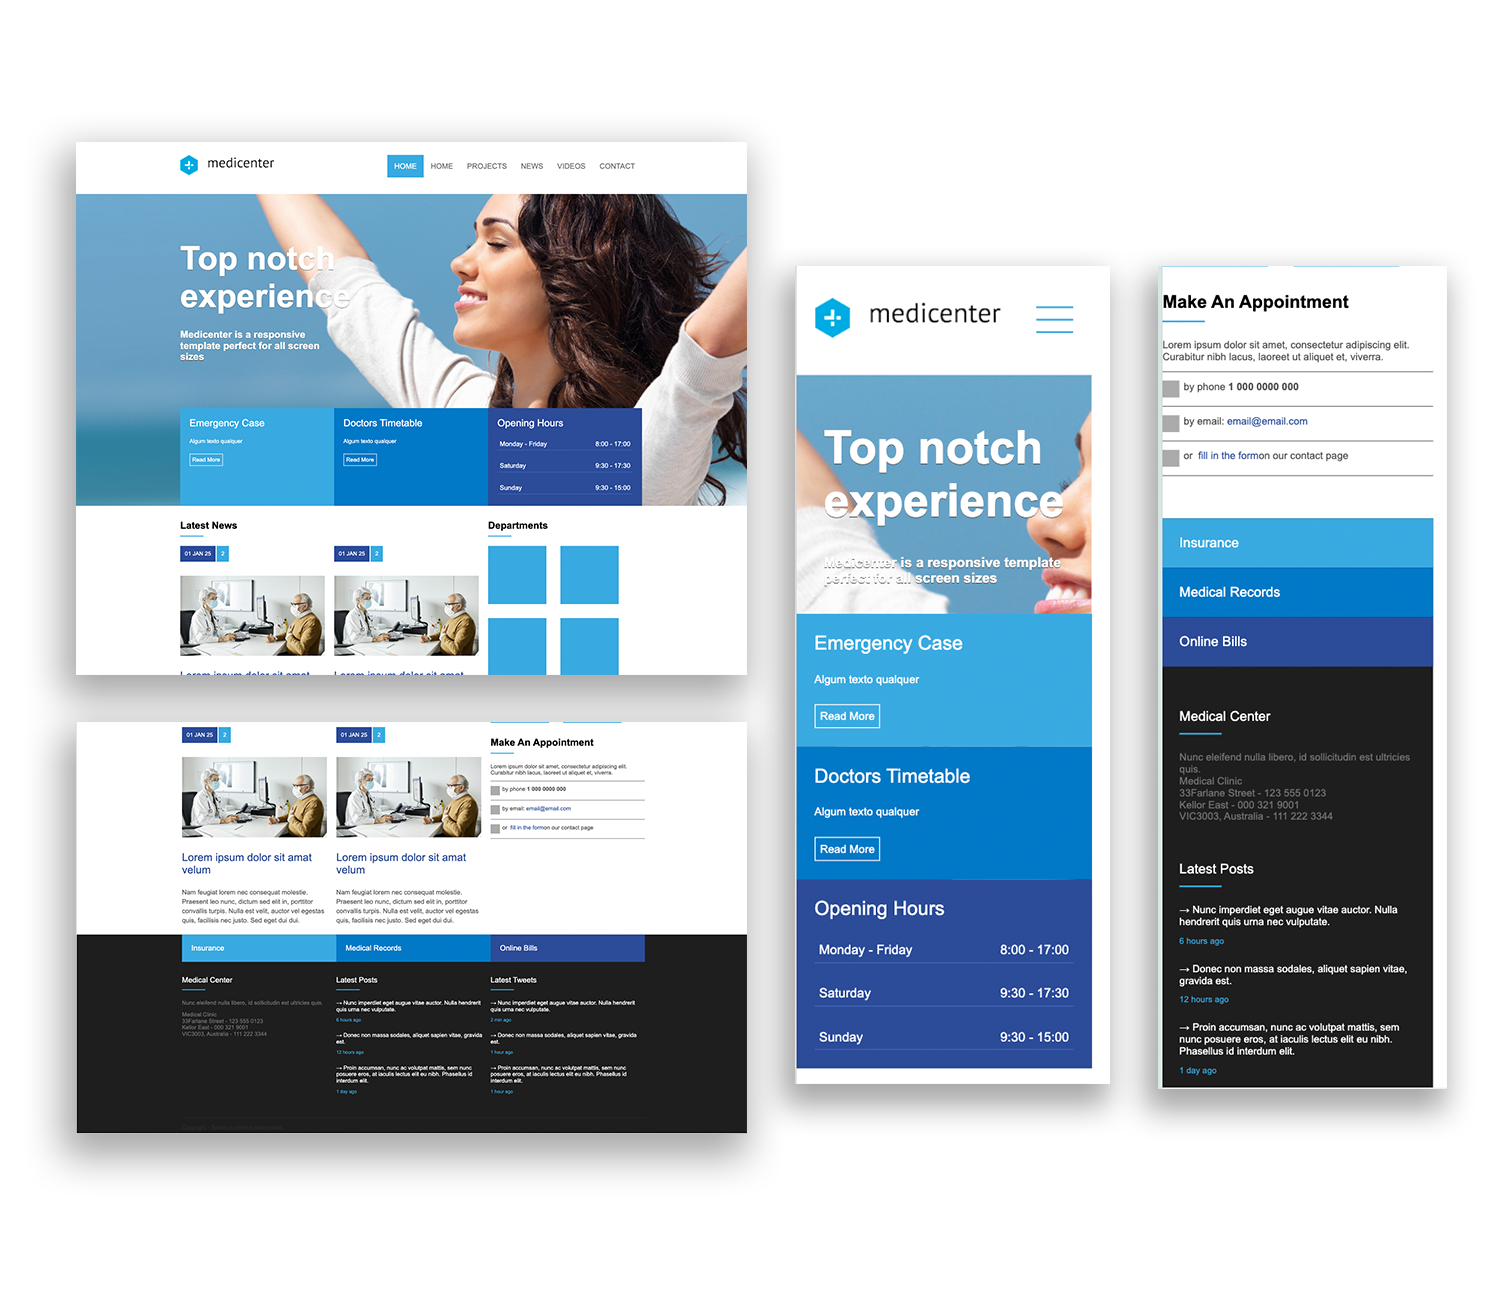 medicenter
HOME HOME PROJECTS NEWS VIDEOS CONTACT
Top notch
experience
Medicenter is a responsive
template perfect for all screen
sizes
Emergency Case
Algum texto qualquer
Read More
Doctors Timetable
Algum texto qualquer
Read More
Opening Hours
Monday - Friday 8:00 - 17:00
Saturday 9:30 - 17:30
Sunday 9:30 - 15:00
Latest News
01 JAN 25 2
01 JAN 25 2
Lorem ipsum dolor sit amat
Lorem ipsum dolor sit amat
Departments
01 JAN 25 2
01 JAN 25 2
Lorem ipsum dolor sit amat
velum
Nam feugiat lorem nec consequat molestie.
Praesent leo nunc, dictum sed elit in, porttitor
convallis turpis. Nulla est velit, auctor vel egestas
quis, facilisis nec justo. Sed eget dui dui.
Lorem ipsum dolor sit amat
velum
Nam feugiat lorem nec consequat molestie.
Praesent leo nunc, dictum sed elit in, porttitor
convallis turpis. Nulla est velit, auctor vel egestas
quis, facilisis nec justo. Sed eget dui dui.
Make An Appointment
Lorem ipsum dolor sit amet, consectetur adipiscing elit.
Curabitur nibh lacus, laoreet ut aliquet et, viverra.
by phone 1 000 0000 000
by email: email@email.com
or fill in the formon our contact page
Insurance
Medical Records
Online Bills
Medical Center
Nunc eleifend nulla libero, id sollicitudin est ultricies quis.
Medical Clinic
33Farlane Street - 123 555 0123
Kellor East - 000 321 9001
VIC3003, Australia - 111 222 3344
Latest Posts
→ Nunc imperdiet eget augue vitae auctor. Nulla hendrerit
quis urna nec vulputate.
6 hours ago
→ Donec non massa sodales, aliquet sapien vitae, gravida
est.
12 hours ago
→ Proin accumsan, nunc ac volutpat mattis, sem nunc
posuere eros, at iaculis lectus elit eu nibh. Phasellus id
interdum elit.
1 day ago
Latest Tweets
→ Nunc imperdiet eget augue vitae auctor. Nulla hendrerit
quis urna nec vulputate.
2 min ago
→ Donec non massa sodales, aliquet sapien vitae, gravida
est.
1 hour ago
→ Proin accumsan, nunc ac volutpat mattis, sem nunc
posuere eros, at iaculis lectus elit eu nibh. Phasellus id
interdum elit.
1 hour ago
medicenter
Top notch
experience
Medicenter is a responsive template
perfect for all screen sizes
Emergency Case
Algum texto qualquer
Read More
Doctors Timetable
Algum texto qualquer
Read More
Opening Hours
Monday - Friday 8:00 - 17:00
Saturday 9:30 - 17:30
Sunday 9:30 - 15:00
Make An Appointment
Lorem ipsum dolor sit amet, consectetur adipiscing elit.
Curabitur nibh lacus, laoreet ut aliquet et, viverra.
by phone 1 000 0000 000
by email: email@email.com
or fill in the formon our contact page
Insurance
Medical Records
Online Bills
Medical Center
Nunc eleifend nulla libero, id sollicitudin est ultricies
quis.
Medical Clinic
33Farlane Street - 123 555 0123
Kellor East - 000 321 9001
VIC3003, Australia - 111 222 3344
Latest Posts
→ Nunc imperdiet eget augue vitae auctor. Nulla
hendrerit quis urna nec vulputate.
6 hours ago
→ Donec non massa sodales, aliquet sapien vitae,
gravida est.
12 hours ago
→ Proin accumsan, nunc ac volutpat mattis, sem
nunc posuere eros, at iaculis lectus elit eu nibh.
Phasellus id interdum elit.
1 day ago